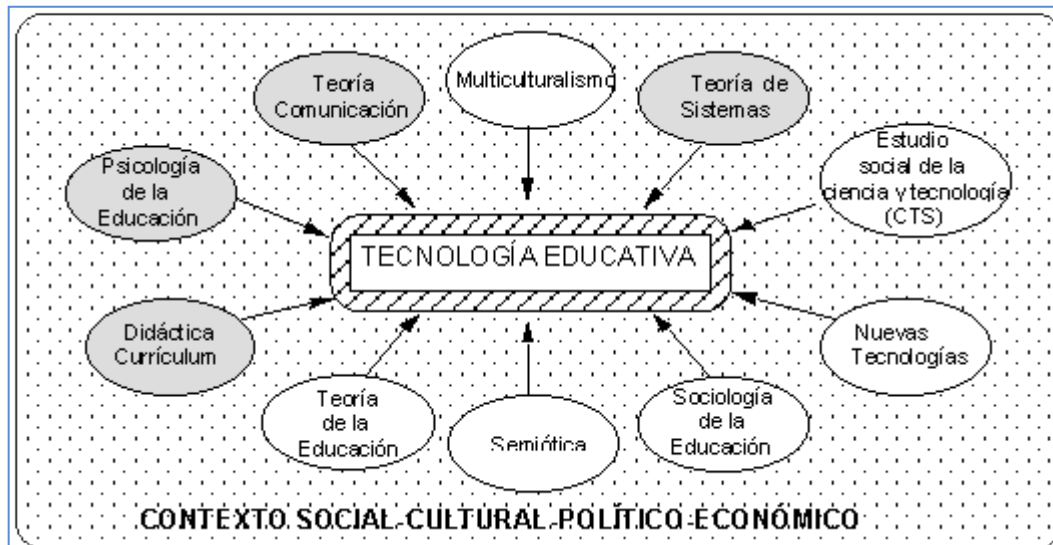 Teoría
Comunicación
Multiculturalismo
Teoría de
Sistemas
Psicología
de la
Educación
Estudio
social de la
ciencia y tecnología
(CTS)
TECNOLOGÍA EDUCATIVA
Didáctica
Currículum
Nuevas
Tecnologías
Teoría
de la
Educación
Semiótica
Sociología
de la
Educación
CONTEXTO SOCIAL-CULTURAL-POLÍTICO-ECONÓMICO